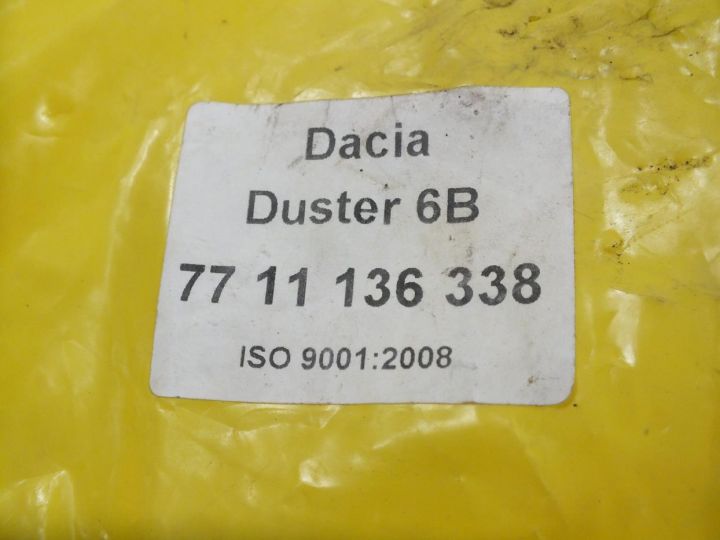 Dacia
Duster 6B
77 11 136 338
ISO 9001:2008